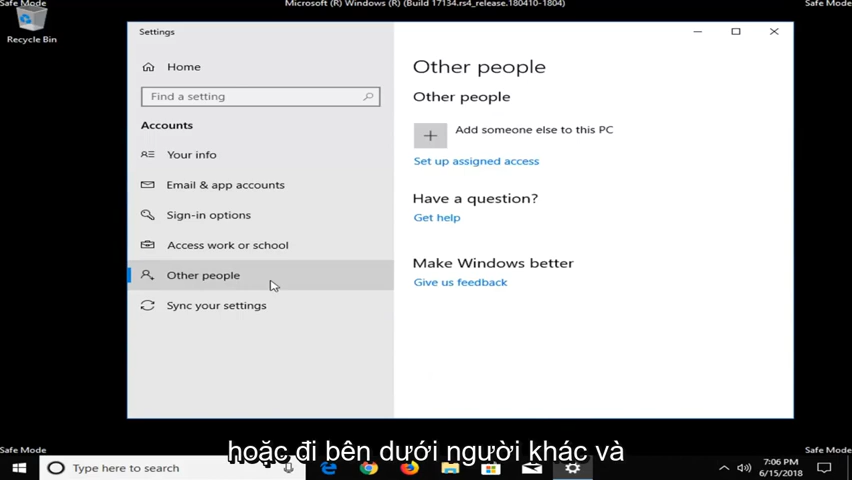 Safe Mode
Microsoft (R) Windows (R) (Build 17134.rs4_release.180410-1804)
Safe Mode
Recycle Bin
Settings
Home
Find a setting
Accounts
Your info
Email & app accounts
Sign-in options
Access work or school
Other people
Sync your settings
Other people
Other people
Add someone else to this PC
Set up assigned access
Have a question?
Get help
Make Windows better
Give us feedback
hoặc đi bên dưới người khác và
Safe Mode
Safe Mode
Type here to search
7:06 PM
6/15/2018